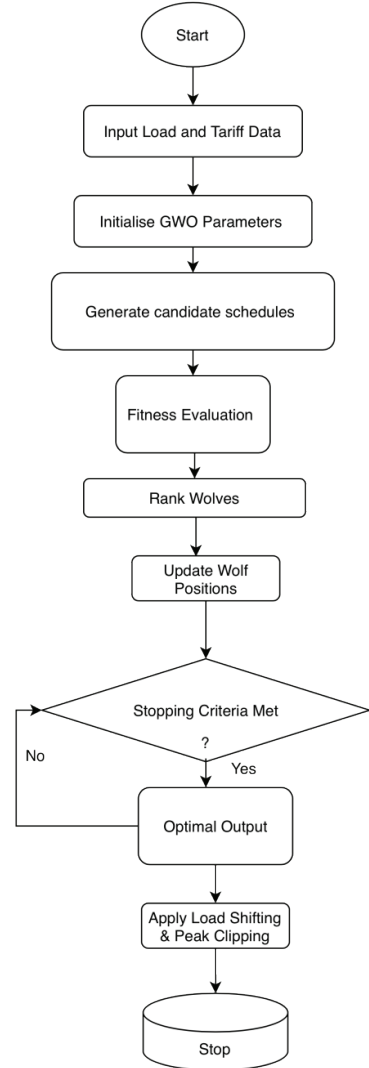 Start
Input Load and Tariff Data
Initialise GWO Parameters
Generate candidate schedules
Fitness Evaluation
Rank Wolves
Update Wolf
Positions
Stopping Criteria Met
?
No
Yes
Optimal Output
Apply Load Shifting
& Peak Clipping
Stop